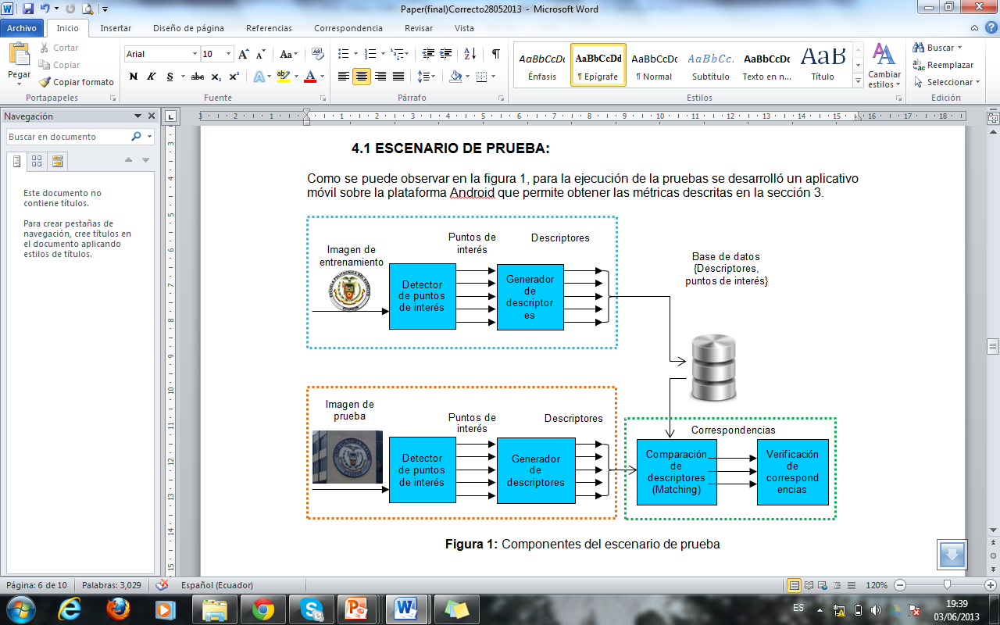 Paper(final)Correcto28052013 - Microsoft Word
Archivo
Inicio
Insertar
Diseño de página
Referencias
Correspondencia
Revisar
Vista
Pegar
Cortar
Copiar
Copiar formato
Portapapeles
Arial
10
Fuente
Párrafo
AaBbCcDc
Énfasis
AaBbCcDd
¶ Epígrafe
AaBbCcDc
¶ Normal
AaBbCc.
Subtítulo
AaBbCcDc
Texto en n...
AaB
Título
Cambiar
estilos
Estilos
Buscar
Reemplazar
Seleccionar
Edición
Navegación
Buscar en documento
Este documento no
contiene títulos.
Para crear pestañas de
navegación, cree títulos en
el documento aplicando
estilos de títulos.
4.1 ESCENARIO DE PRUEBA:
Como se puede observar en la figura 1, para la ejecución de la pruebas se desarrolló un aplicativo
móvil sobre la plataforma Android que permite obtener las métricas descritas en la sección 3.
Imagen de
entrenamiento
Puntos de
interés
Descriptores
Detector
de puntos
de interés
Generador
de
descriptor
es
Base de datos
{Descriptores,
puntos de interés}
Imagen de
prueba
Puntos de
interés
Descriptores
Detector
de puntos
de interés
Generador
de
descriptores
Correspondencias
Comparación
de
descriptores
(Matching)
Verificación
de
correspond
encias
Figura 1: Componentes del escenario de prueba
Página: 6 de 10
Palabras: 3,029
Español (Ecuador)
120%
ES
19:39
03/06/2013